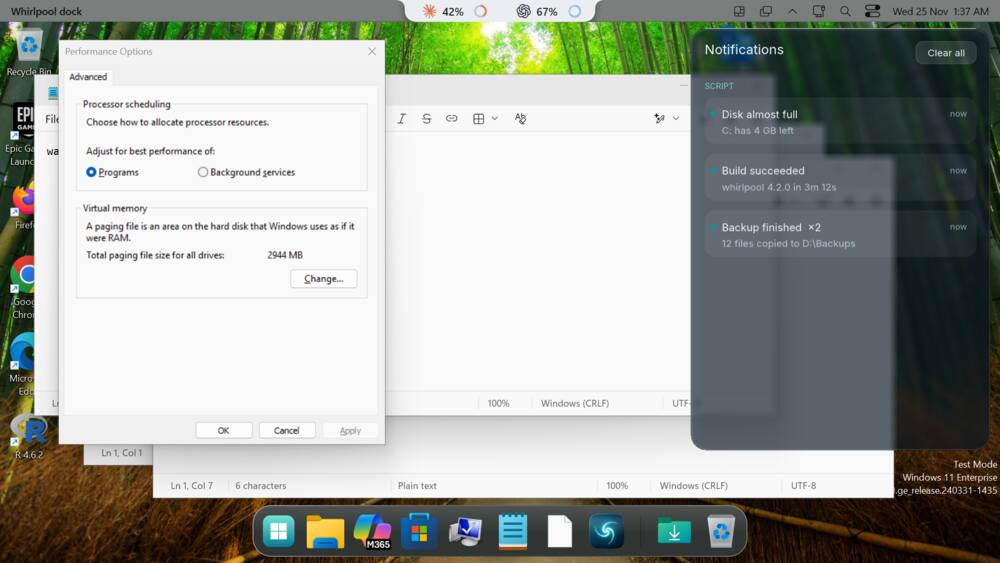 Whirlpool dock
42%
67%
Wed 25 Nov 1:37 AM
Recycle Bin
Performance Options
Advanced
Processor scheduling
Choose how to allocate processor resources.
Adjust for best performance of:
Programs
Background services
Virtual memory
A paging file is an area on the hard disk that Windows uses as if it
were RAM.
Total paging file size for all drives:
2944 MB
Change...
OK
Cancel
Apply
Notifications
Clear all
SCRIPT
Disk almost full
now
C: has 4 GB left
Build succeeded
now
whirlpool 4.2.0 in 3m 12s
Backup finished ×2
now
12 files copied to D:\Backups
100%
Windows (CRLF)
R 4.6.2
Ln 1, Col 1
Ln 1, Col 7
6 characters
Plain text
100%
Windows (CRLF)
UTF-8
Test Mode
Windows 11 Enterprise
.ge_release.240331-1435
M365